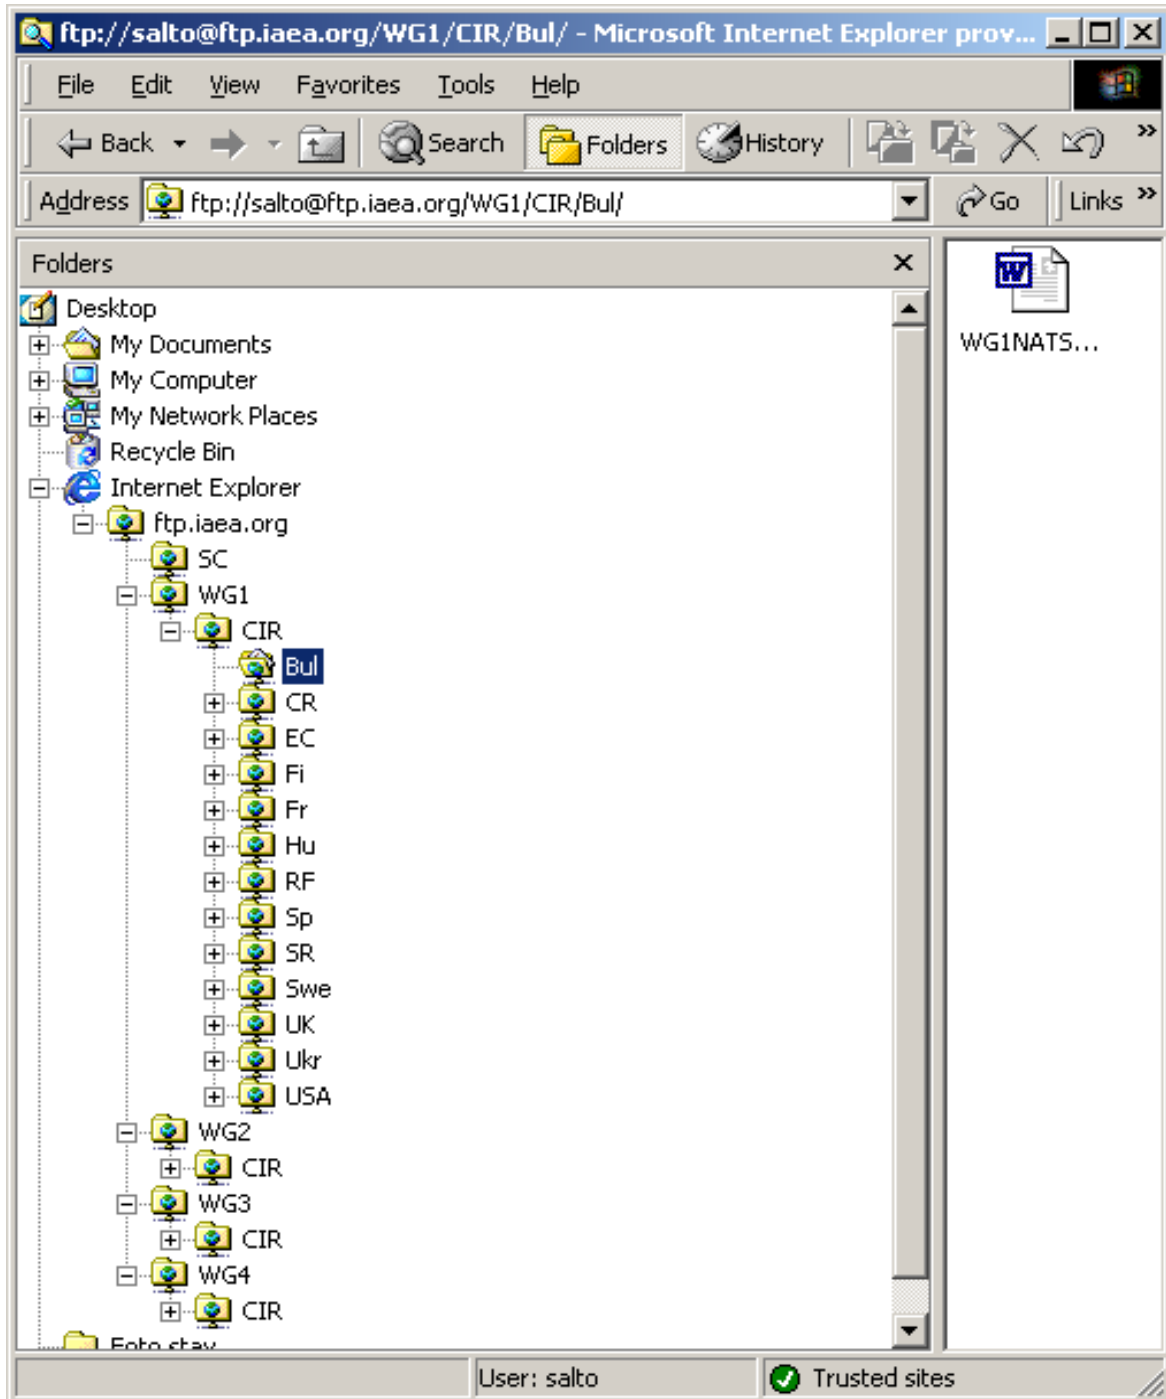 ftp://salto@ftp.iaea.org/WG1/CIR/Bul/ - Microsoft Internet Explorer prov...
File Edit View Favorites Tools Help
Back Search Folders History »
Address ftp://salto@ftp.iaea.org/WG1/CIR/Bul/ Go Links »
Folders
Desktop
My Documents
My Computer
My Network Places
Recycle Bin
Internet Explorer
ftp.iaea.org
SC
WG1
CIR
Bul
CR
EC
Fi
Fr
Hu
RF
Sp
SR
Swe
UK
Ukr
USA
WG2
CIR
WG3
CIR
WG4
CIR
Foto stav
WG1NATS...
User: salto Trusted sites